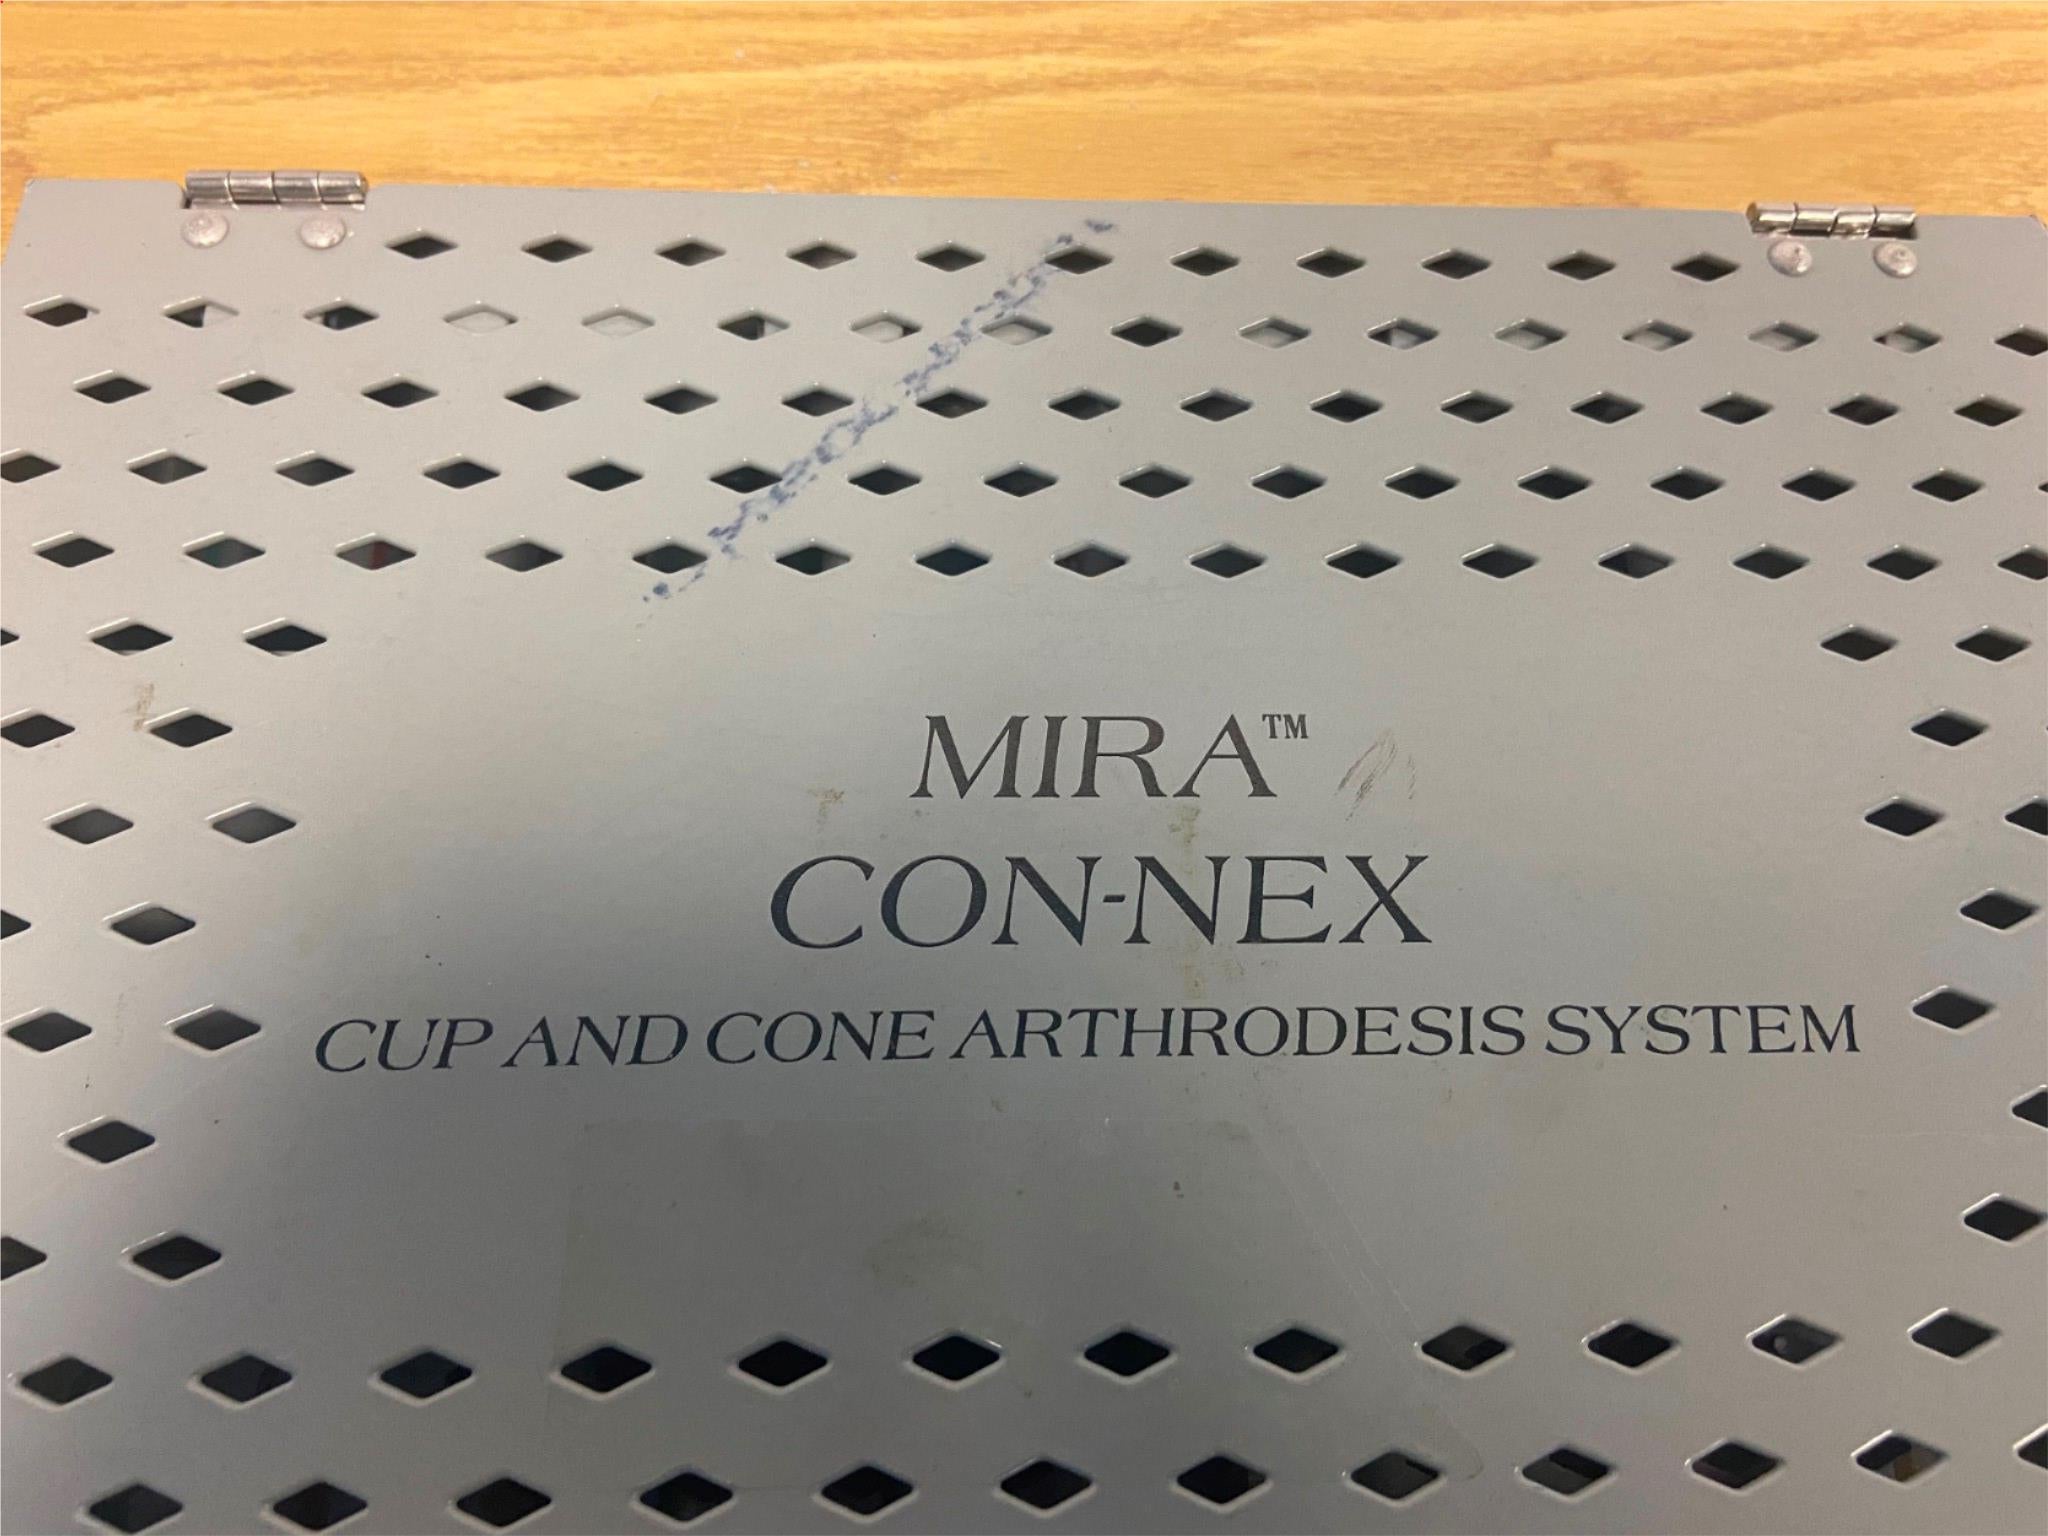 MIRA™
CON-NEX
CUP AND CONE ARTHRODESIS SYSTEM